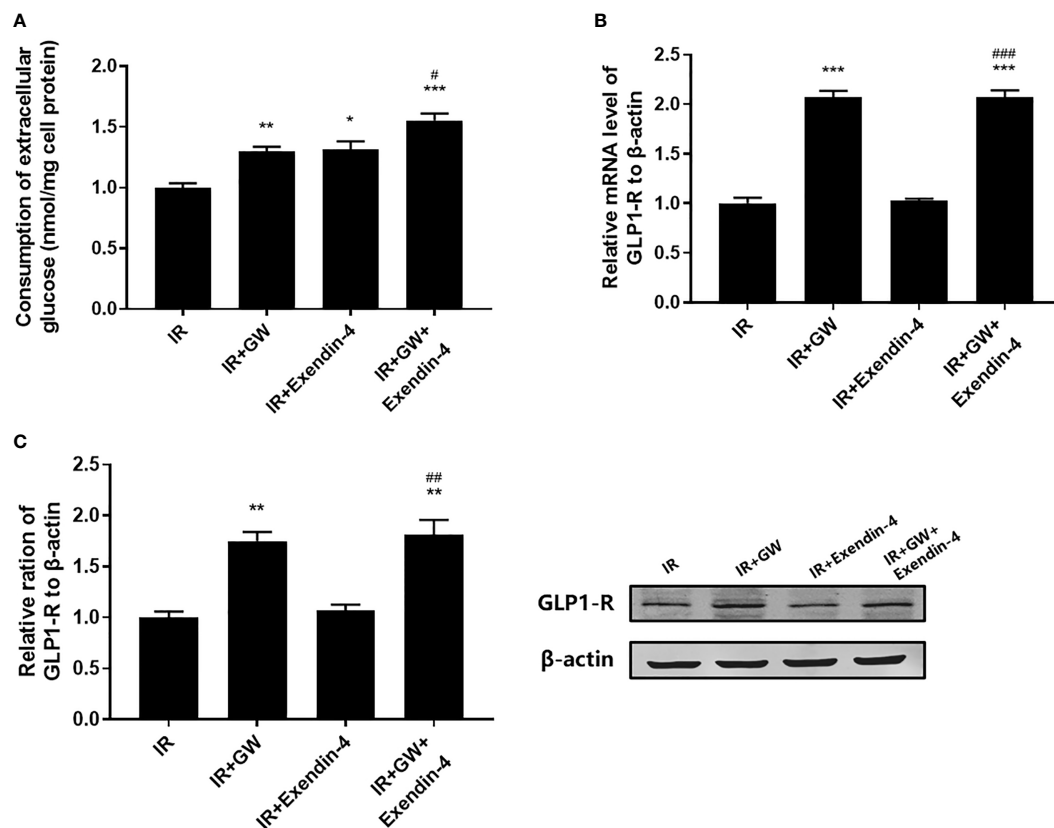 A
Consumption of extracellular
glucose (nmol/mg cell protein)
2.0
1.5
1.0
0.5
0.0
**
*
#
***
IR
IR+GW
IR+Exendin-4
IR+GW+
Exendin-4
B
Relative mRNA level of
GLP1-R to β-actin
2.5
2.0
1.5
1.0
0.5
0.0
***
###
***
IR
IR+GW
IR+Exendin-4
IR+GW+
Exendin-4
C
Relative ration of
GLP1-R to β-actin
2.5
2.0
1.5
1.0
0.5
0.0
**
##
**
IR
IR+GW
IR+Exendin-4
IR+GW+
Exendin-4
IR
IR+GW
IR+Exendin-4
IR+GW+
Exendin-4
GLP1-R
β-actin